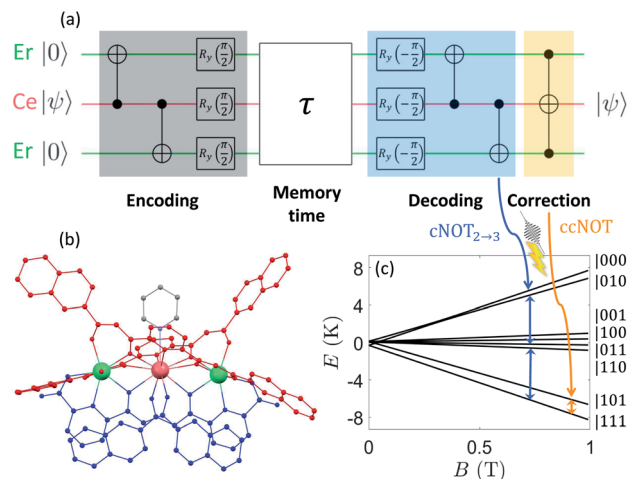 (a)
Er |0⟩
Ce |ψ⟩
Er |0⟩
R_y(π/2)
R_y(π/2)
R_y(π/2)
τ
R_y(−π/2)
R_y(−π/2)
R_y(−π/2)
|ψ⟩
Encoding
Memory time
Decoding
Correction
cNOT₂→₃
ccNOT
(b)
(c)
E (K)
8
4
0
-4
-8
0
0.5
1
B (T)
|000⟩
|010⟩
|001⟩
|100⟩
|011⟩
|110⟩
|101⟩
|111⟩